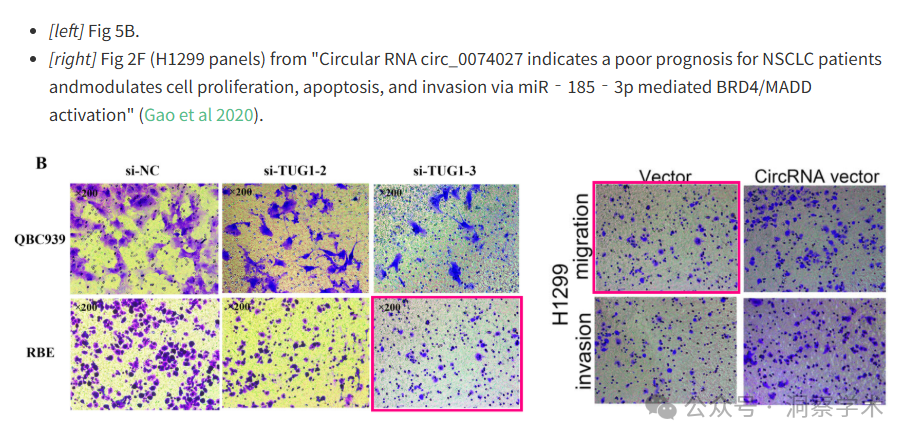 [left] Fig 5B.
[right] Fig 2F (H1299 panels) from "Circular RNA circ_0074027 indicates a poor prognosis for NSCLC patients
andmodulates cell proliferation, apoptosis, and invasion via miR‐185‐3p mediated BRD4/MADD
activation" (Gao et al 2020).
B
si-NC si-TUG1-2 si-TUG1-3
Vector CircRNA vector
×200 ×200 ×200
QBC939
migration
H1299
×200 ×200 ×200
RBE
invasion
公众号 · 洞察学术